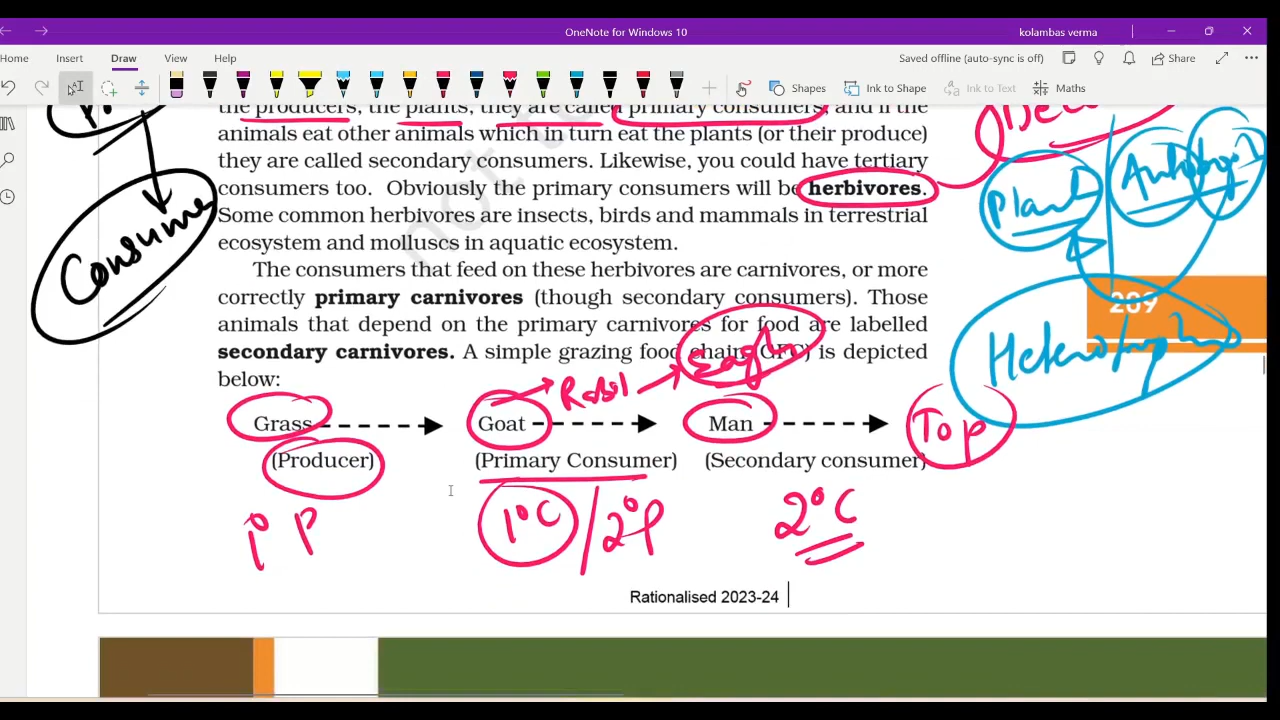 OneNote for Windows 10
kolambas verma
Home Insert Draw View Help
Saved offline (auto-sync is off)
Share
Shapes
Ink to Shape
Ink to Text
Maths
the producers, the plants, they are called primary consumers, and if the
animals eat other animals which in turn eat the plants (or their produce)
they are called secondary consumers. Likewise, you could have tertiary
consumers too. Obviously the primary consumers will be herbivores.
Some common herbivores are insects, birds and mammals in terrestrial
ecosystem and molluscs in aquatic ecosystem.
The consumers that feed on these herbivores are carnivores, or more
correctly primary carnivores (though secondary consumers). Those
animals that depend on the primary carnivores for food are labelled
secondary carnivores. A simple grazing food chain (GFC) is depicted
below:
Consumer
Plant
209
Grass Goat Man Top
(Producer) (Primary Consumer) (Secondary consumer)
1° P 1° C / 2° P 2° C
Rationalised 2023-24